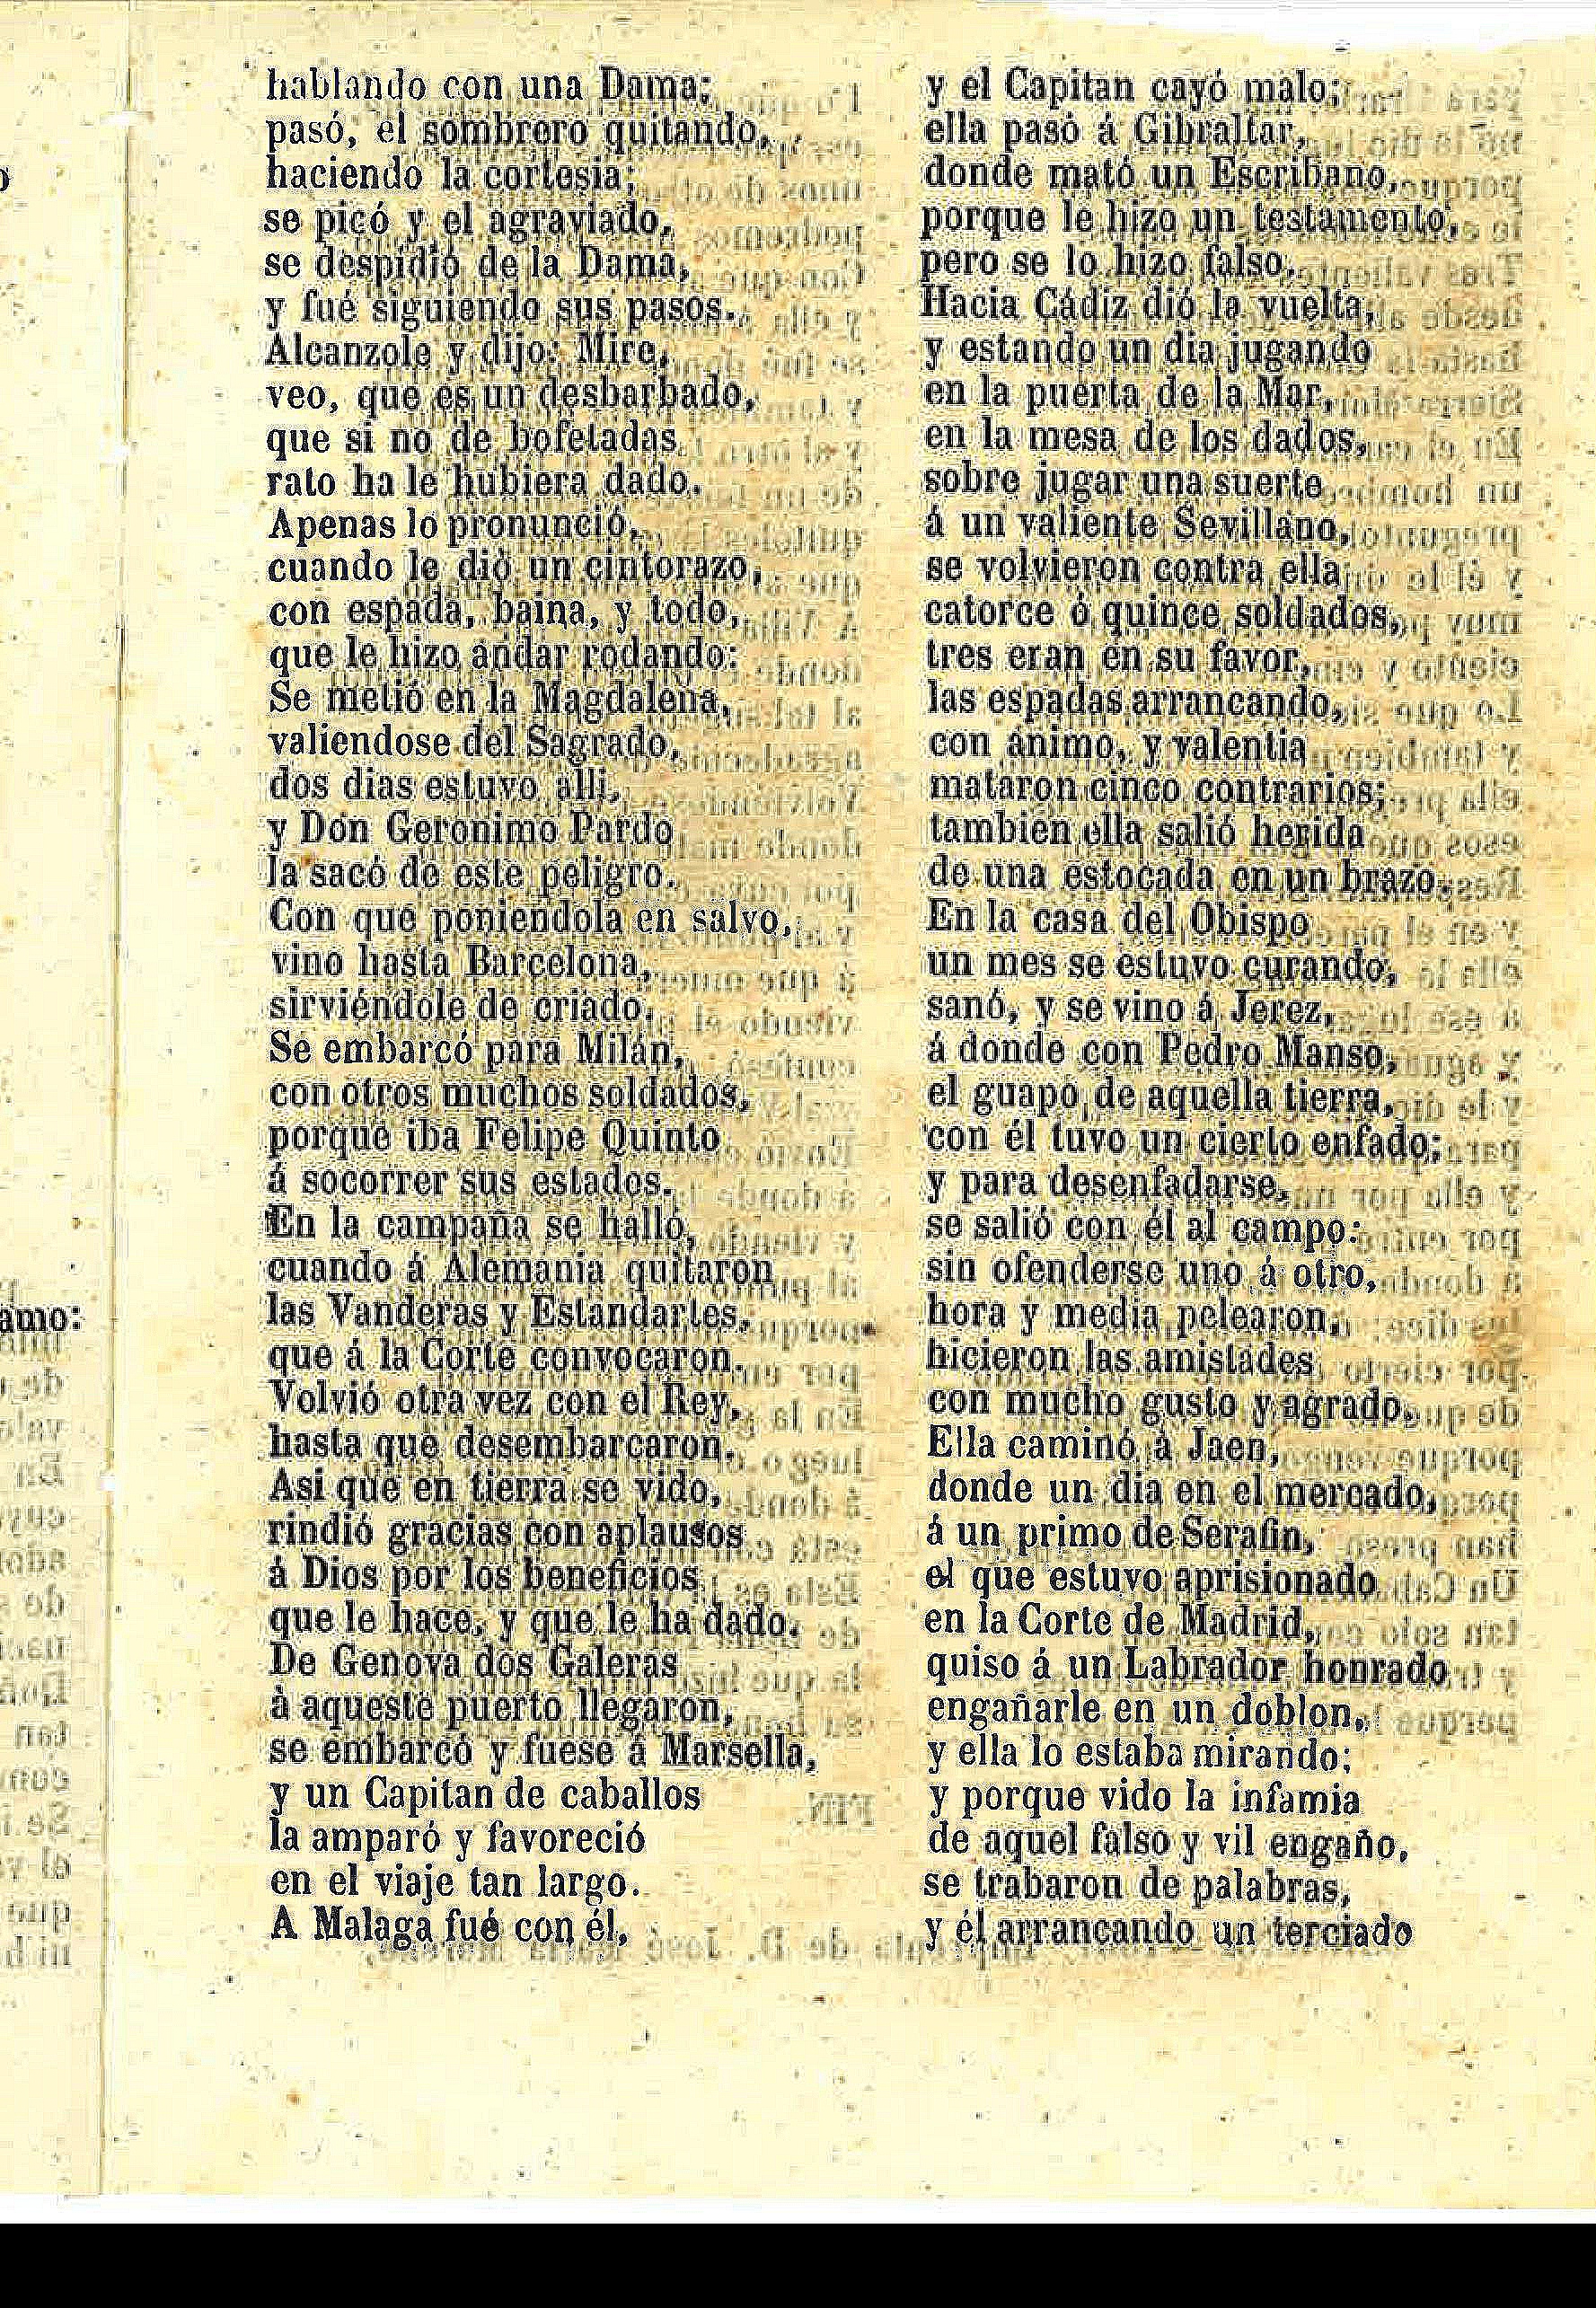 hablando con una Dama;
pasó, el sombrero quitando,
haciendo la cortesia;
se picó y el agraviado,
se despidió de la Dama,
y fué siguiendo sus pasos.
Alcanzole y dijo: Mire,
veo, que es un desbarbado,
que si no de bofetadas
rato ha le hubiera dado.
Apenas lo pronunció,
cuando le dió un cintorazo,
con espada, baina, y todo,
que le hizo andar rodando:
Se metió en la Magdalena,
valiendose del Sagrado,
dos dias estuvo alli,
y Don Geronimo Pardo
la sacó de este peligro.
Con que poniendola en salvo,
vino hasta Barcelona,
sirviéndole de criado.
Se embarcó para Milán,
con otros muchos soldados,
porque iba Felipe Quinto
á socorrer sus estados.
En la campaña se hallo,
cuando á Alemania quitaron
las Vanderas y Estandartes,
que á la Corte convocaron.
Volvió otra vez con el Rey,
hasta que desembarcaron.
Asi que en tierra se vido,
rindió gracias con aplausos
á Dios por los beneficios
que le hace, y que le ha dado.
De Genova dos Galeras
à aqueste puerto llegaron,
se embarcó y fuese á Marsella,
y un Capitan de caballos
la amparó y favoreció
en el viaje tan largo.
A Malaga fué con él,
y el Capitan cayó malo;
ella pasó á Gibraltar,
donde mató un Escribano,
porque le hizo un testamento,
pero se lo hizo falso.
Hacia Cádiz dió la vuelta,
y estando un dia jugando
en la puerta de la Mar,
en la mesa de los dados,
sobre jugar una suerte
á un valiente Sevillano,
se volvieron contra ella
catorce ó quince soldados,
tres eran en su favor,
las espadas arrancando,
con ánimo, y valentia
mataron cinco contrarios;
también ella salió herida
de una estocada en un brazo.
En la casa del Obispo
un mes se estuvo curando,
sanó, y se vino á Jerez,
á donde con Pedro Manso,
el guapo de aquella tierra,
con él tuvo un cierto enfado;
y para desenfadarse,
se salió con él al campo:
sin ofenderse uno á otro,
hora y media pelearon,
hicieron las amistades
con mucho gusto y agrado.
Ella caminó à Jaen,
donde un dia en el mercado,
á un primo de Serafin,
el que estuvo aprisionado
en la Corte de Madrid,
quiso á un Labrador honrado
engañarle en un doblon,
y ella lo estaba mirando;
y porque vido la infamia
de aquel falso y vil engaño,
se trabaron de palabras,
y él arrancando un terciado